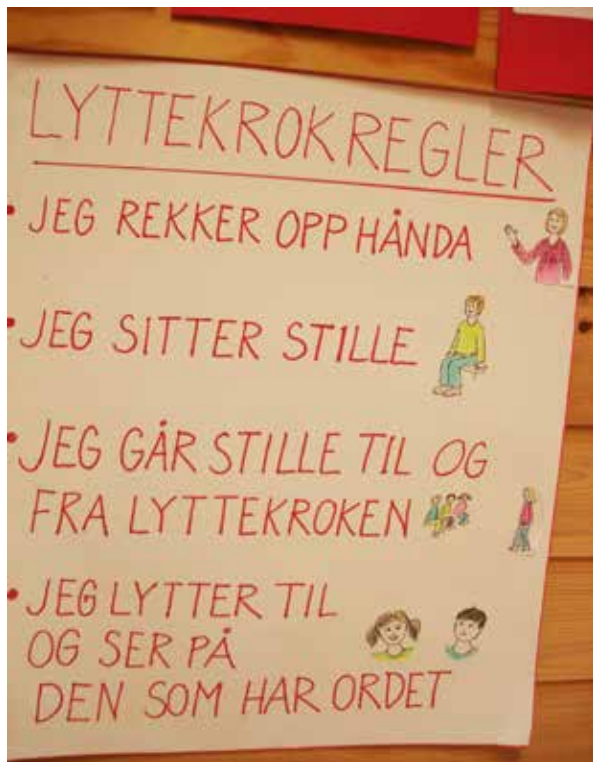 LYTTEKROKREGLER
• JEG REKKER OPP HÅNDA
• JEG SITTER STILLE
• JEG GÅR STILLE TIL OG
FRA LYTTEKROKEN
• JEG LYTTER TIL
OG SER PÅ
DEN SOM HAR ORDET